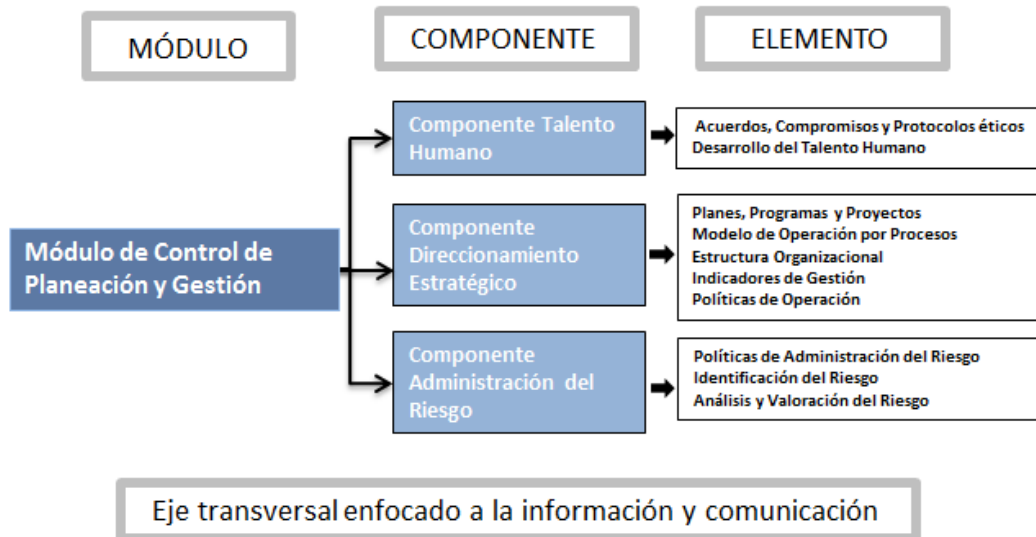 MÓDULO
COMPONENTE
ELEMENTO
Módulo de Control de
Planeación y Gestión
Componente Talento
Humano
Acuerdos, Compromisos y Protocolos éticos
Desarrollo del Talento Humano
Componente
Direccionamiento
Estratégico
Planes, Programas y Proyectos
Modelo de Operación por Procesos
Estructura Organizacional
Indicadores de Gestión
Políticas de Operación
Componente
Administración del
Riesgo
Políticas de Administración del Riesgo
Identificación del Riesgo
Análisis y Valoración del Riesgo
Eje transversal enfocado a la información y comunicación